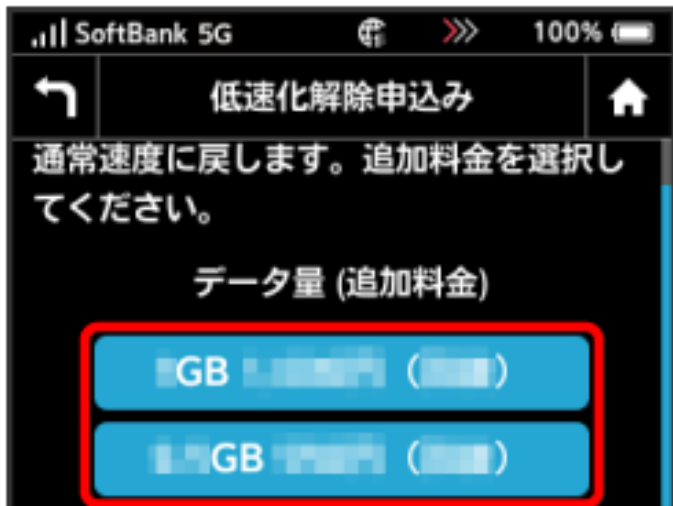 SoftBank 5G 100%
低速化解除申込み
通常速度に戻します。追加料金を選択し
てください。
データ量 (追加料金)
GB ( )
GB ( )